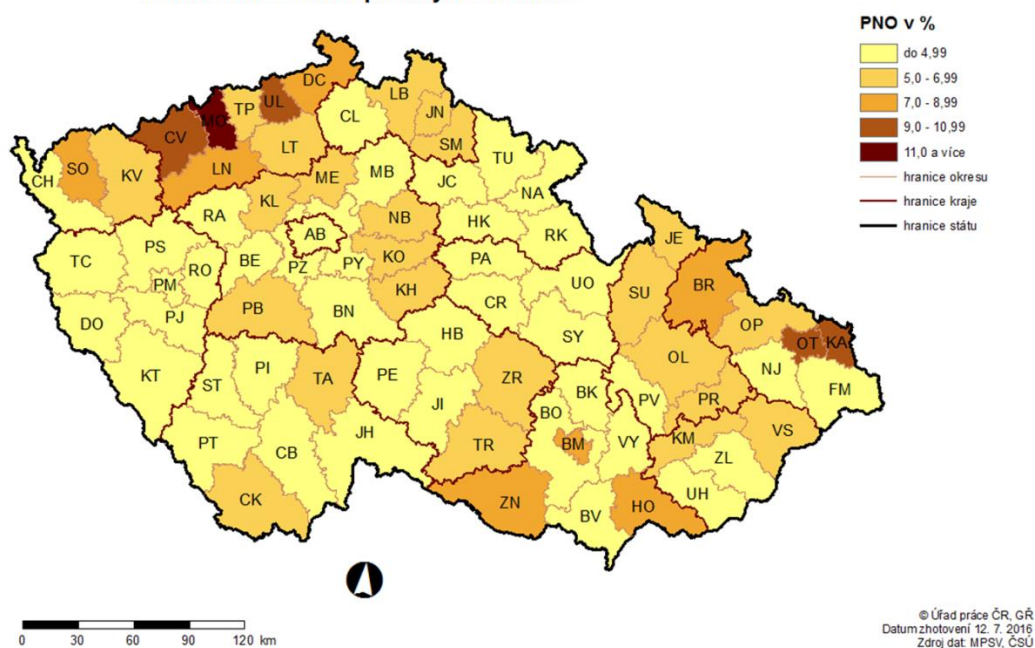 PNO v %
do 4,99
5,0 - 6,99
7,0 - 8,99
9,0 - 10,99
11,0 a více
hranice okresu
hranice kraje
hranice státu
DC
UL
TP
MO
CV
LB
JN
CL
SM
LT
LN
SO
KV
CH
TU
ME
MB
JC
NA
KL
RA
NB
HK
RK
AB
JE
PS
TC
RO
BE
PZ
PY
KO
PA
PM
KH
CR
UO
SU
BR
PB
BN
DO
PJ
OP
HB
SY
OT
KA
KT
ST
PI
TA
PE
ZR
OL
NJ
FM
JI
BK
PV
PR
BO
PT
CB
JH
TR
BM
VY
KM
VS
ZL
CK
ZN
HO
UH
BV
0 30 60 90 120 km
© Úřad práce ČR, GŘ
Datum zhotovení 12. 7. 2016
Zdroj dat: MPSV, ČSÚ